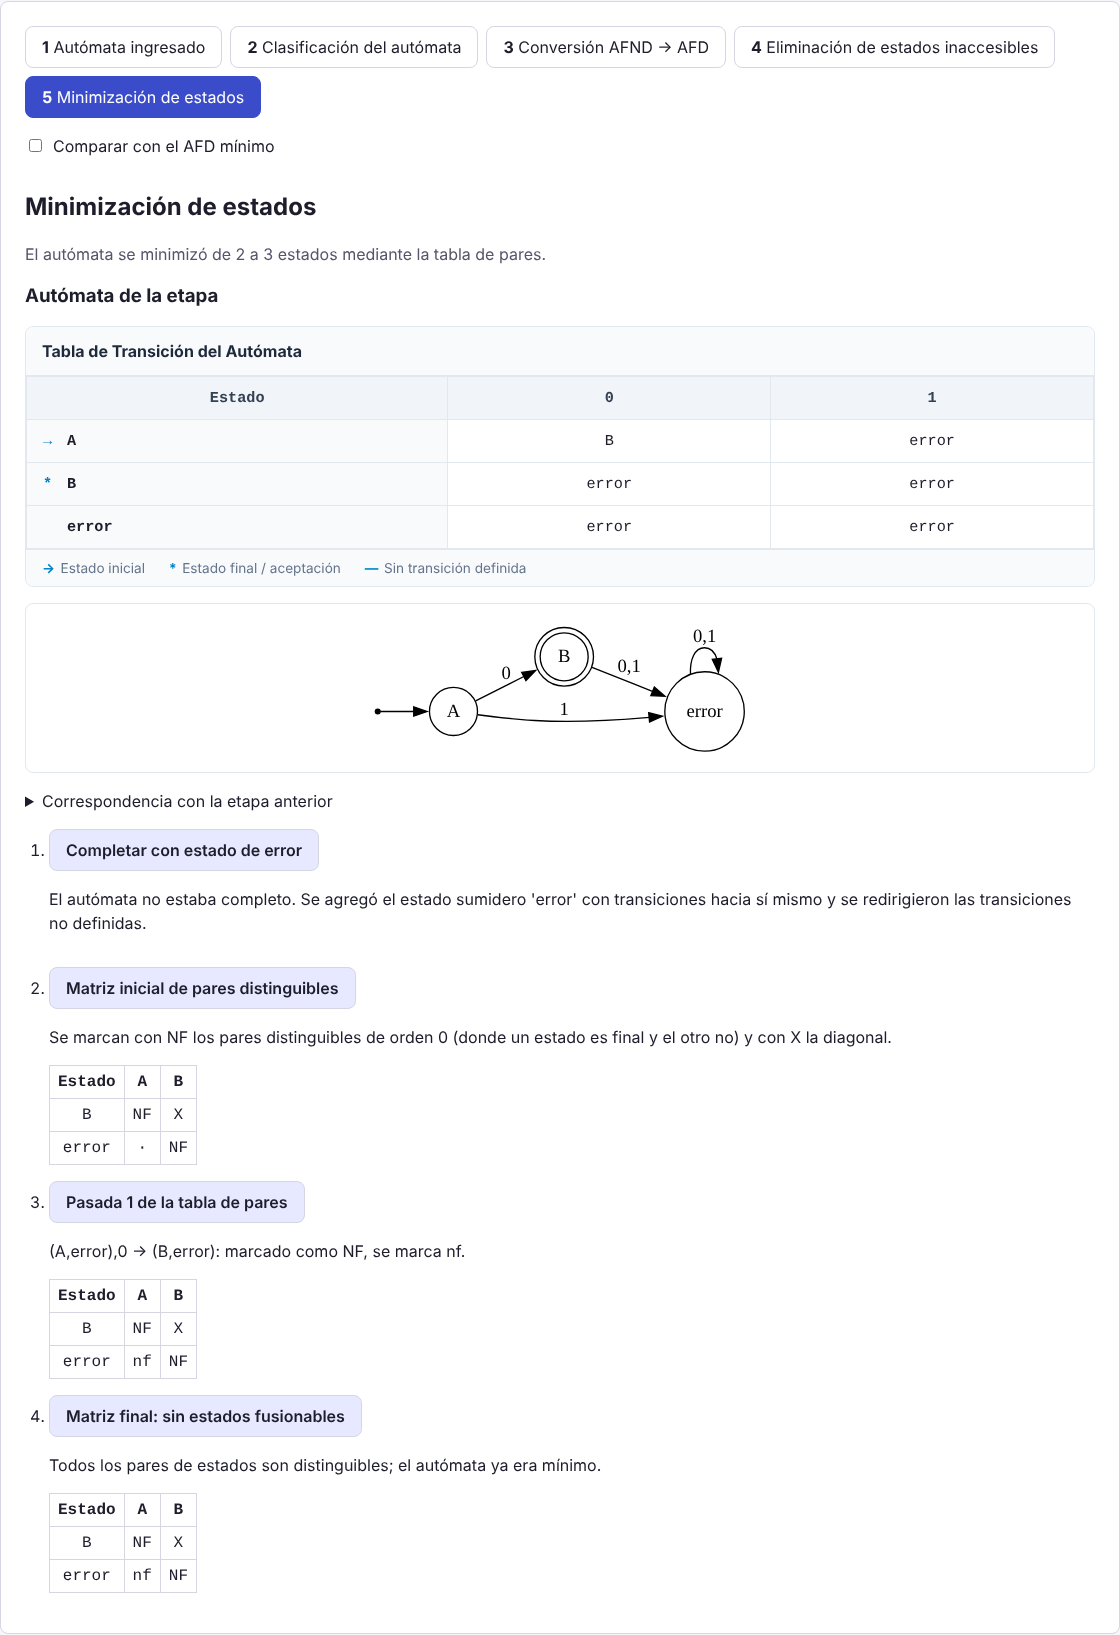 1 Autómata ingresado
2 Clasificación del autómata
3 Conversión AFND → AFD
4 Eliminación de estados inaccesibles
5 Minimización de estados
Comparar con el AFD mínimo
Minimización de estados
El autómata se minimizó de 2 a 3 estados mediante la tabla de pares.
Autómata de la etapa
Tabla de Transición del Autómata
Estado 0 1
→ A B error
* B error error
error error error
→ Estado inicial * Estado final / aceptación — Sin transición definida
0,1
B
0
0,1
A
1
error
Correspondencia con la etapa anterior
1. Completar con estado de error
El autómata no estaba completo. Se agregó el estado sumidero 'error' con transiciones hacia sí mismo y se redirigieron las transiciones
no definidas.
2. Matriz inicial de pares distinguibles
Se marcan con NF los pares distinguibles de orden 0 (donde un estado es final y el otro no) y con X la diagonal.
Estado A B
B NF X
error · NF
3. Pasada 1 de la tabla de pares
(A,error),0 → (B,error): marcado como NF, se marca nf.
Estado A B
B NF X
error nf NF
4. Matriz final: sin estados fusionables
Todos los pares de estados son distinguibles; el autómata ya era mínimo.
Estado A B
B NF X
error nf NF